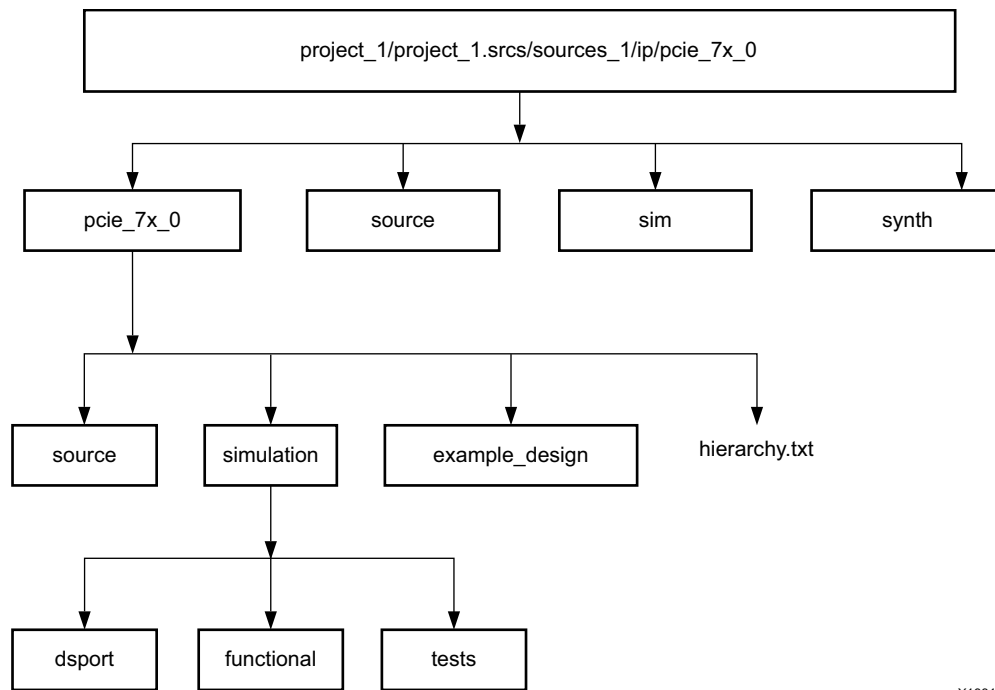 project_1/project_1.srcs/sources_1/ip/pcie_7x_0
pcie_7x_0
source
sim
synth
source
simulation
example_design
hierarchy.txt
dsport
functional
tests